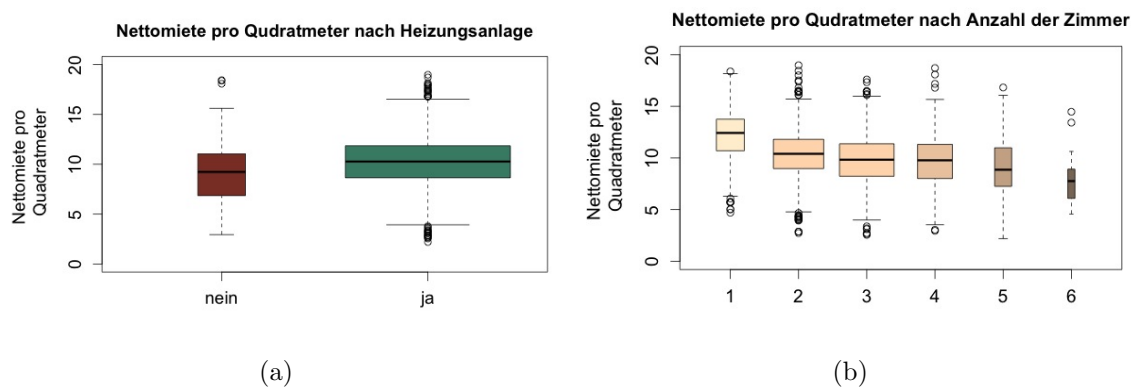 Nettomiete pro Qudratmeter nach Heizungsanlage
Nettomiete pro
Quadratmeter
20
15
10
5
0
nein ja
(a)
Nettomiete pro Qudratmeter nach Anzahl der Zimmer
Nettomiete pro
Quadratmeter
20
15
10
5
0
1 2 3 4 5 6
(b)